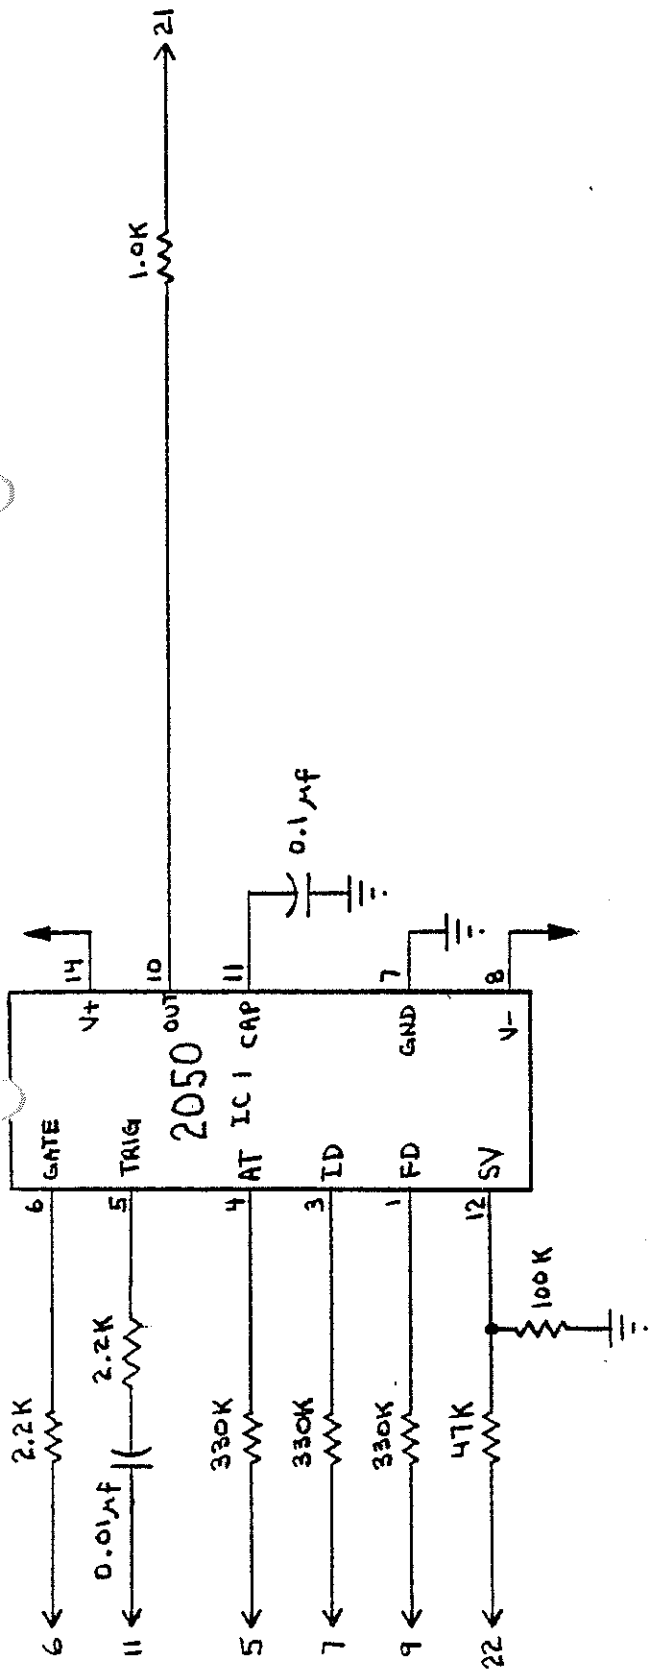 6
2.2K
6
GATE
V+
14
11
0.01µf
2.2K
5
TRIG
OUT
10
1.0K
21
2050
IC 1
5
330K
4
AT
CAP
11
0.1µf
7
330K
3
ID
9
330K
1
FD
GND
7
22
47K
12
SV
V-
8
100K